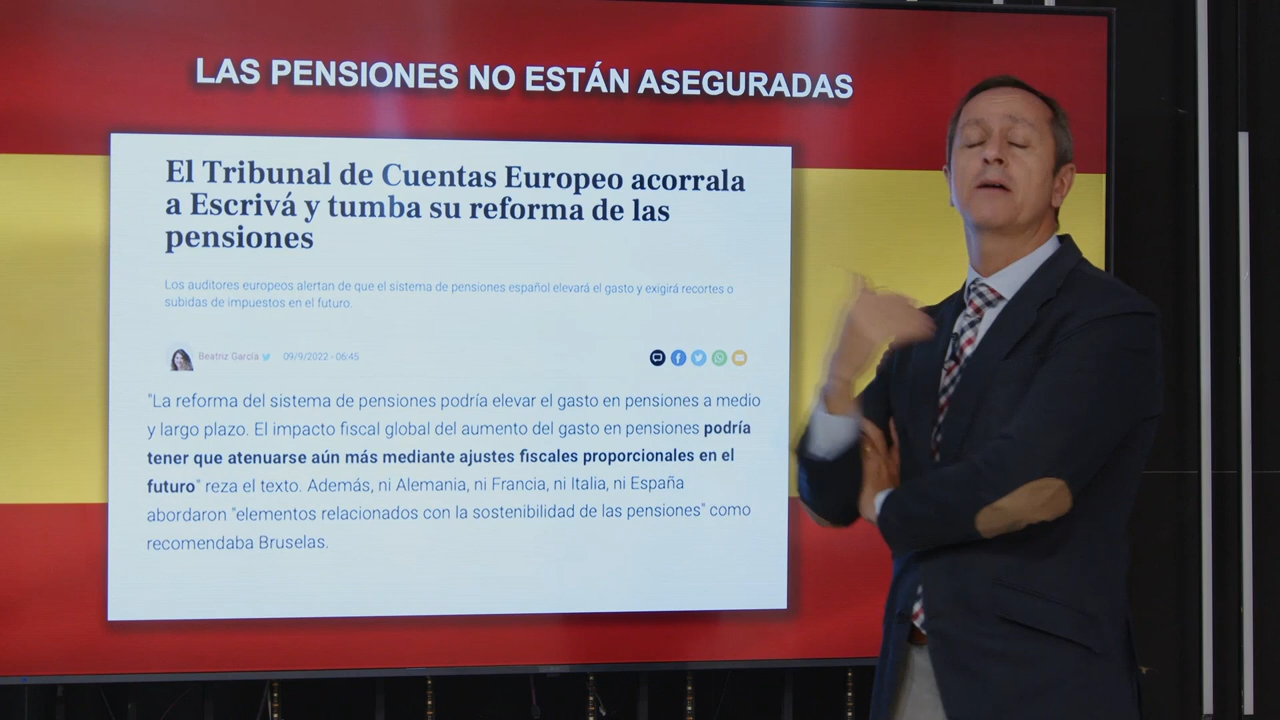 LAS PENSIONES NO ESTÁN ASEGURADAS
El Tribunal de Cuentas Europeo acorrala
a Escrivá y tumba su reforma de las
pensiones
Los auditores europeos alertan de que el sistema de pensiones español elevará el gasto y exigirá recortes o
subidas de impuestos en el futuro.
Beatriz García 09/9/2022 - 06:45
"La reforma del sistema de pensiones podría elevar el gasto en pensiones a medio
y largo plazo. El impacto fiscal global del aumento del gasto en pensiones podría
tener que atenuarse aún más mediante ajustes fiscales proporcionales en el
futuro" reza el texto. Además, ni Alemania, ni Francia, ni Italia, ni España
abordaron "elementos relacionados con la sostenibilidad de las pensiones" como
recomendaba Bruselas.